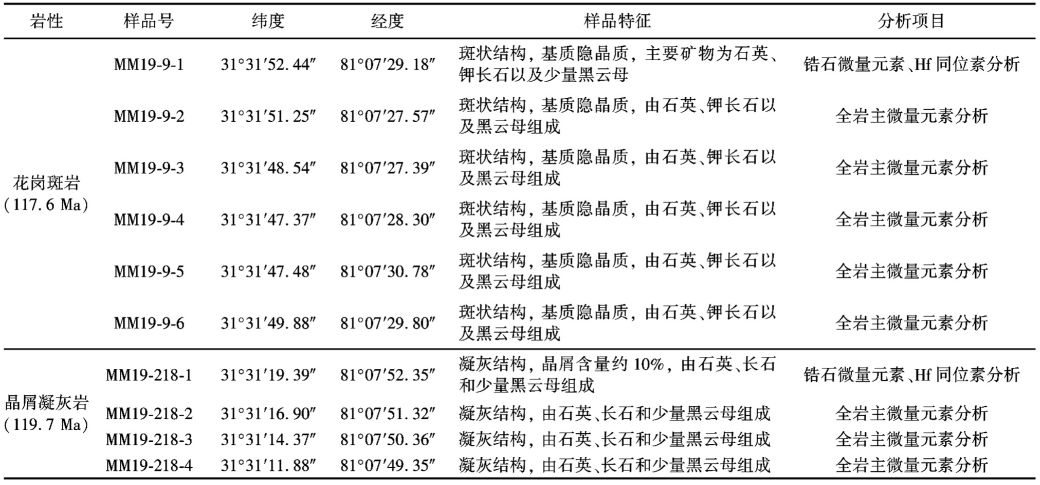 岩性 样品号 纬度 经度 样品特征 分析项目
MM19-9-1 31°31′52.44″ 81°07′29.18″ 斑状结构，基质隐晶质，主要矿物为石英、 锆石微量元素、Hf同位素分析
钾长石以及少量黑云母
MM19-9-2 31°31′51.25″ 81°07′27.57″ 斑状结构，基质隐晶质，由石英、钾长石以 全岩主微量元素分析
及黑云母组成
MM19-9-3 31°31′48.54″ 81°07′27.39″ 斑状结构，基质隐晶质，由石英、钾长石以 全岩主微量元素分析
及黑云母组成
花岗斑岩
(117.6 Ma)
MM19-9-4 31°31′47.37″ 81°07′28.30″ 斑状结构，基质隐晶质，由石英、钾长石以 全岩主微量元素分析
及黑云母组成
MM19-9-5 31°31′47.48″ 81°07′30.78″ 斑状结构，基质隐晶质，由石英、钾长石以 全岩主微量元素分析
及黑云母组成
MM19-9-6 31°31′49.88″ 81°07′29.80″ 斑状结构，基质隐晶质，由石英、钾长石以 全岩主微量元素分析
及黑云母组成
MM19-218-1 31°31′19.39″ 81°07′52.35″ 凝灰结构，晶屑含量约10%，由石英、长石 锆石微量元素、Hf同位素分析
和少量黑云母组成
晶屑凝灰岩
(119.7 Ma)
MM19-218-2 31°31′16.90″ 81°07′51.32″ 凝灰结构，由石英、长石和少量黑云母组成 全岩主微量元素分析
MM19-218-3 31°31′14.37″ 81°07′50.36″ 凝灰结构，由石英、长石和少量黑云母组成 全岩主微量元素分析
MM19-218-4 31°31′11.88″ 81°07′49.35″ 凝灰结构，由石英、长石和少量黑云母组成 全岩主微量元素分析